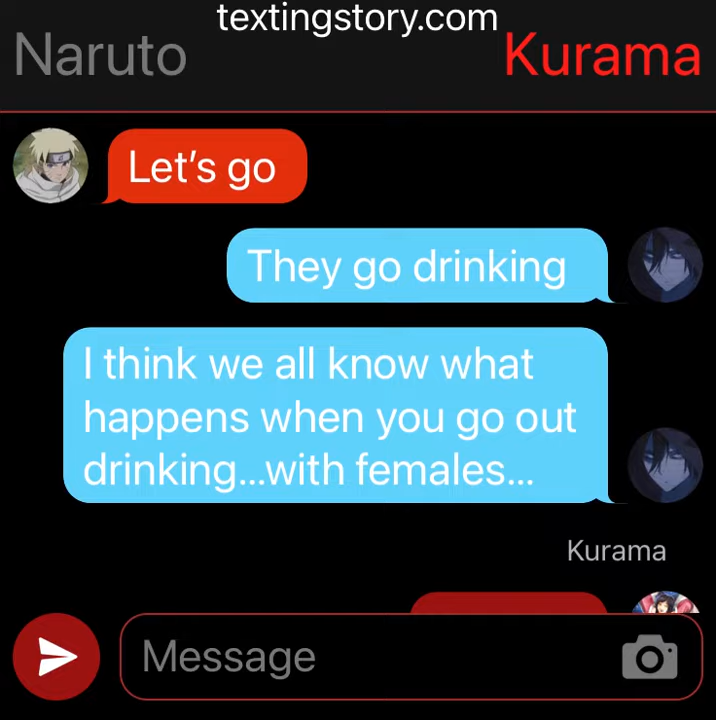 textingstory.com
Naruto
Kurama
Let’s go
They go drinking
I think we all know what
happens when you go out
drinking...with females...
Kurama
Message